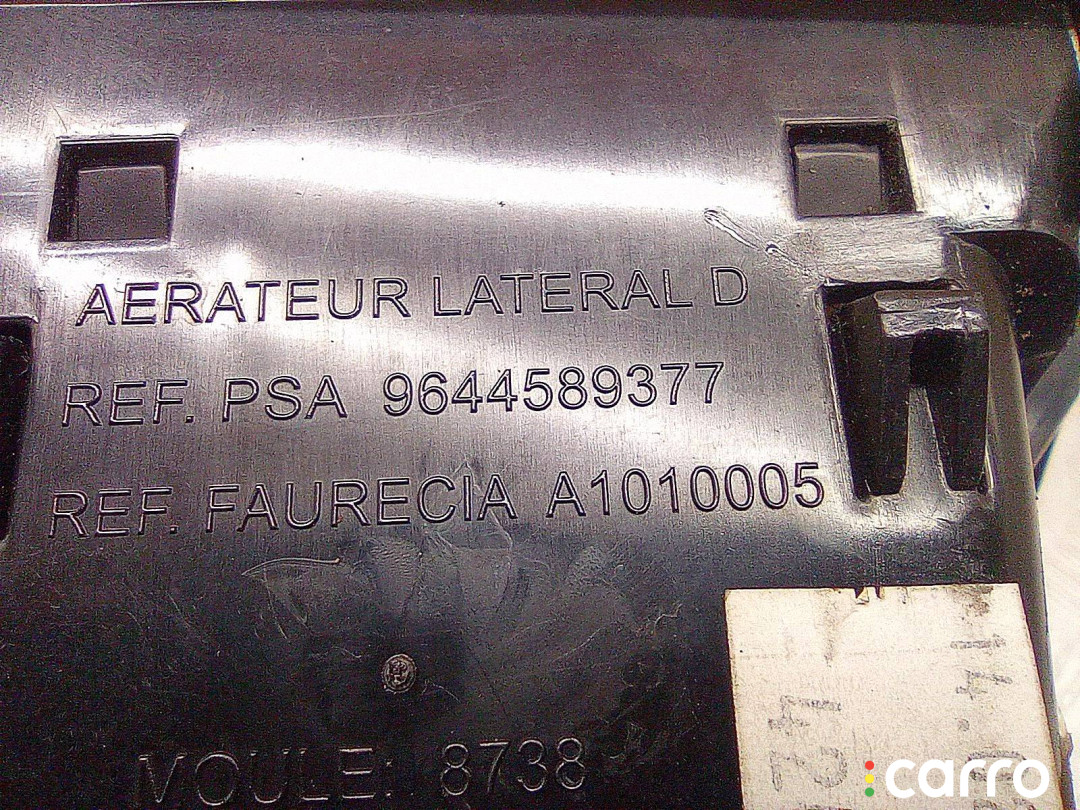 AERATEUR LATERAL D
REF. PSA 9644589377
REF. FAURECIA A1010005
MOULE: 8738
carro